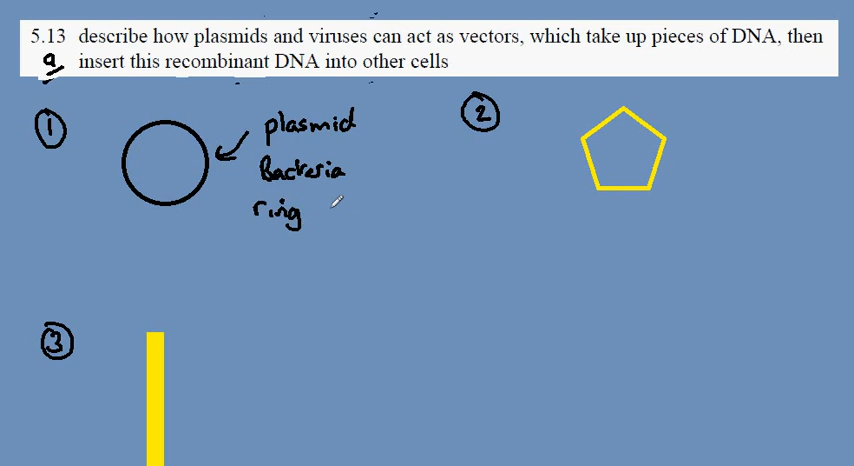 5.13 describe how plasmids and viruses can act as vectors, which take up pieces of DNA, then
a insert this recombinant DNA into other cells
1
plasmid
Bacteria
ring
2
3